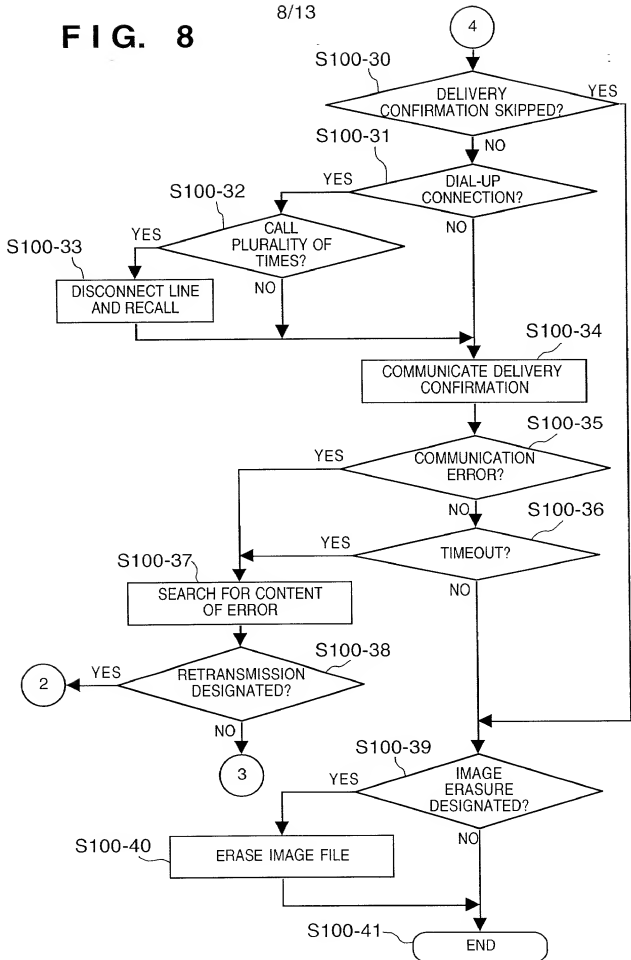 8/13
FIG. 8
4
S100-30
DELIVERY
CONFIRMATION SKIPPED?
YES
NO
S100-31
DIAL-UP
CONNECTION?
YES
NO
S100-32
CALL
PLURALITY OF
TIMES?
YES
NO
S100-33
DISCONNECT LINE
AND RECALL
S100-34
COMMUNICATE DELIVERY
CONFIRMATION
S100-35
COMMUNICATION
ERROR?
YES
NO
S100-36
TIMEOUT?
YES
NO
S100-37
SEARCH FOR CONTENT
OF ERROR
S100-38
RETRANSMISSION
DESIGNATED?
YES
2
NO
3
S100-39
IMAGE
ERASURE
DESIGNATED?
YES
NO
S100-40
ERASE IMAGE FILE
S100-41
END